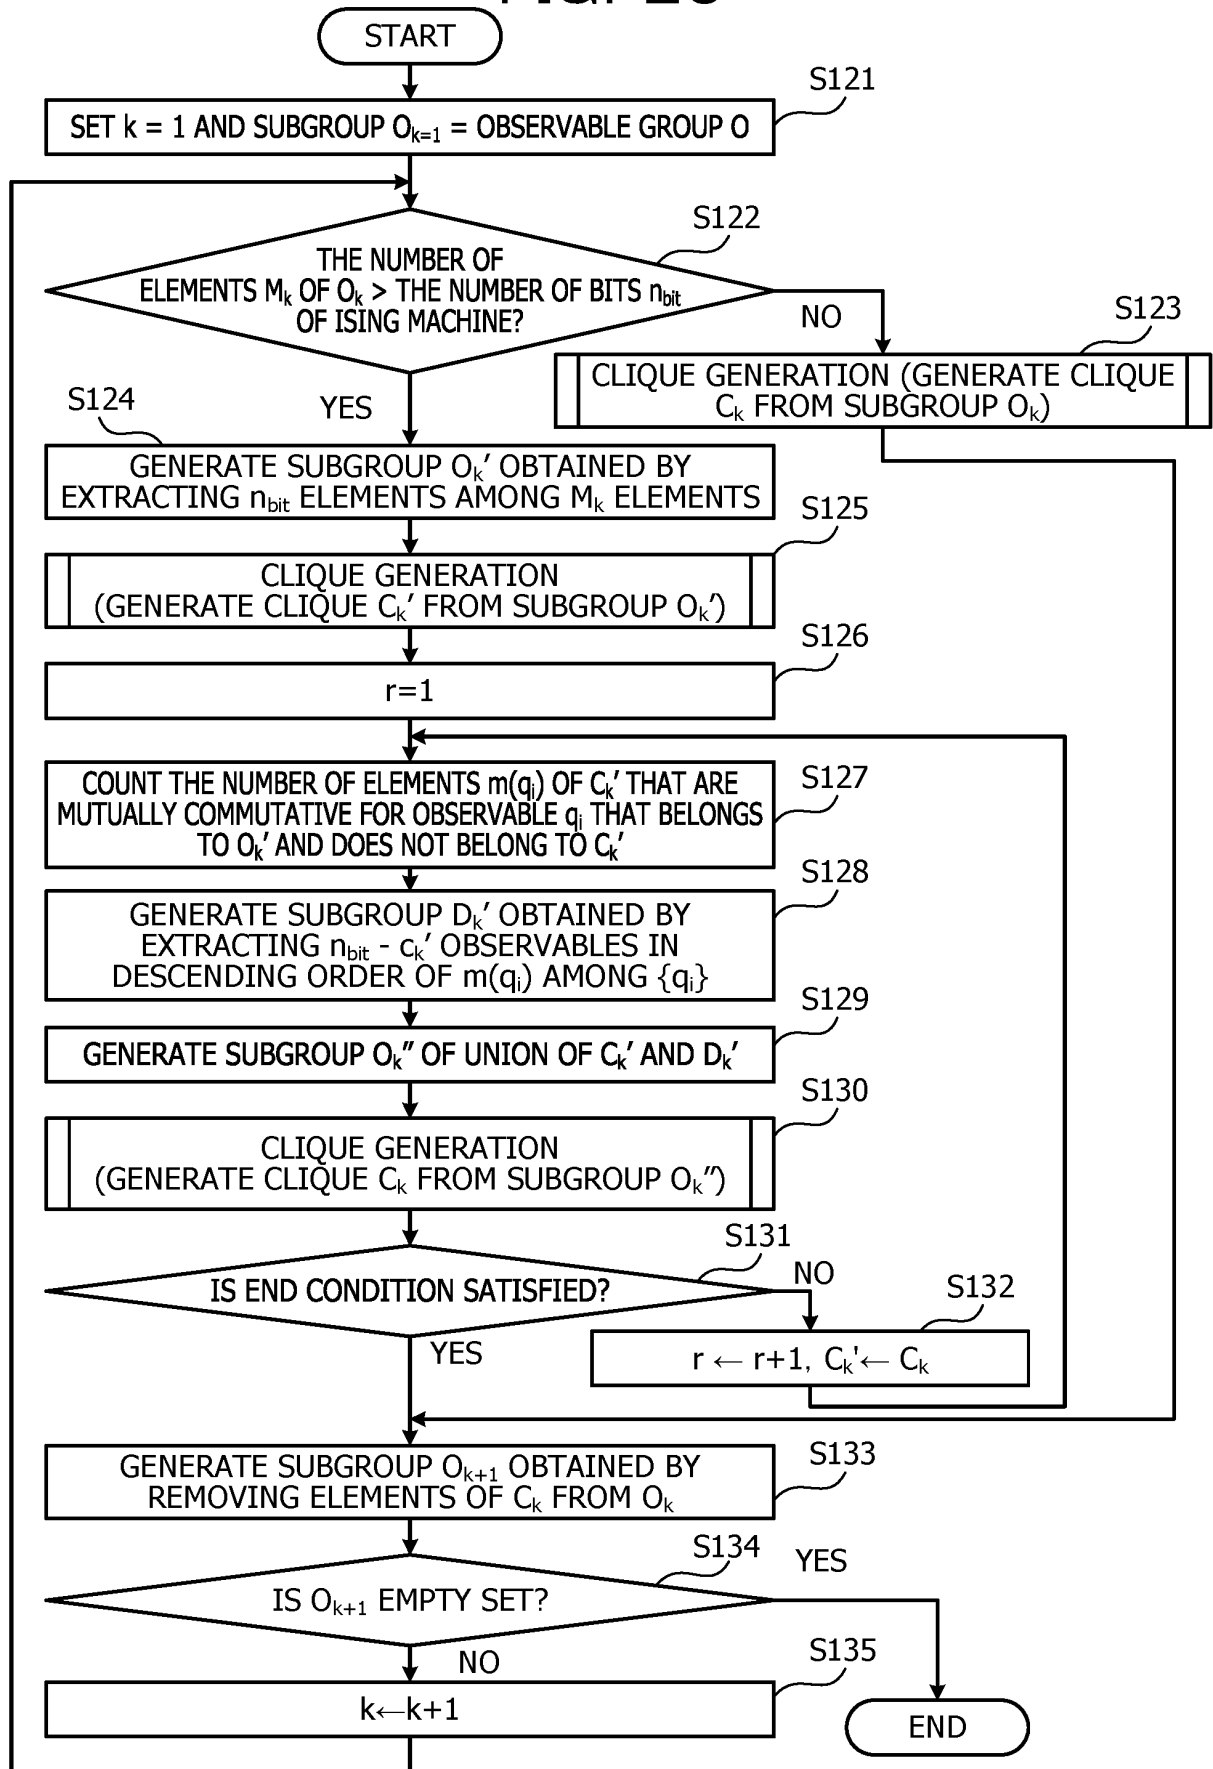 START
S121
SET k = 1 AND SUBGROUP Oₖ₌₁ = OBSERVABLE GROUP O
S122
THE NUMBER OF
ELEMENTS Mₖ OF Oₖ > THE NUMBER OF BITS n_bit
OF ISING MACHINE?
NO
S123
CLIQUE GENERATION (GENERATE CLIQUE
Cₖ FROM SUBGROUP Oₖ)
YES
S124
GENERATE SUBGROUP Oₖ′ OBTAINED BY
EXTRACTING n_bit ELEMENTS AMONG Mₖ ELEMENTS
S125
CLIQUE GENERATION
(GENERATE CLIQUE Cₖ′ FROM SUBGROUP Oₖ′)
S126
r=1
S127
COUNT THE NUMBER OF ELEMENTS m(qᵢ) OF Cₖ′ THAT ARE
MUTUALLY COMMUTATIVE FOR OBSERVABLE qᵢ THAT BELONGS
TO Oₖ′ AND DOES NOT BELONG TO Cₖ′
S128
GENERATE SUBGROUP Dₖ′ OBTAINED BY
EXTRACTING n_bit - cₖ′ OBSERVABLES IN
DESCENDING ORDER OF m(qᵢ) AMONG {qᵢ}
S129
GENERATE SUBGROUP Oₖ″ OF UNION OF Cₖ′ AND Dₖ′
S130
CLIQUE GENERATION
(GENERATE CLIQUE Cₖ FROM SUBGROUP Oₖ″)
S131
IS END CONDITION SATISFIED?
NO
S132
r ← r+1, Cₖ' ← Cₖ
YES
S133
GENERATE SUBGROUP Oₖ₊₁ OBTAINED BY
REMOVING ELEMENTS OF Cₖ FROM Oₖ
S134
YES
IS Oₖ₊₁ EMPTY SET?
NO
S135
k←k+1
END